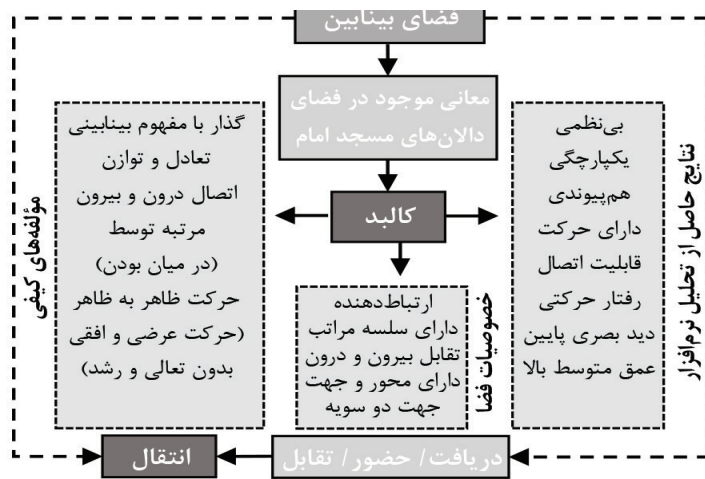 فضای بینابین
معانی موجود در فضای
دالان‌های مسجد امام
کالبد
نتایج حاصل از تحلیل نرم‌افزار
بی‌نظمی
یکپارچگی
هم‌پیوندی
دارای حرکت
قابلیت اتصال
رفتار حرکتی
دید بصری پایین
عمق متوسط بالا
خصوصیات فضا
ارتباط‌دهنده
دارای سلسه مراتب
تقابل بیرون و درون
دارای محور و جهت
جهت دو سویه
مؤلفه‌های کیفی
گذار با مفهوم بینابینی
تعادل و توازن
اتصال درون و بیرون
مرتبه توسط
(در میان بودن)
حرکت ظاهر به ظاهر
(حرکت عرضی و افقی
بدون تعالی و رشد)
دریافت/ حضور/ تقابل
انتقال